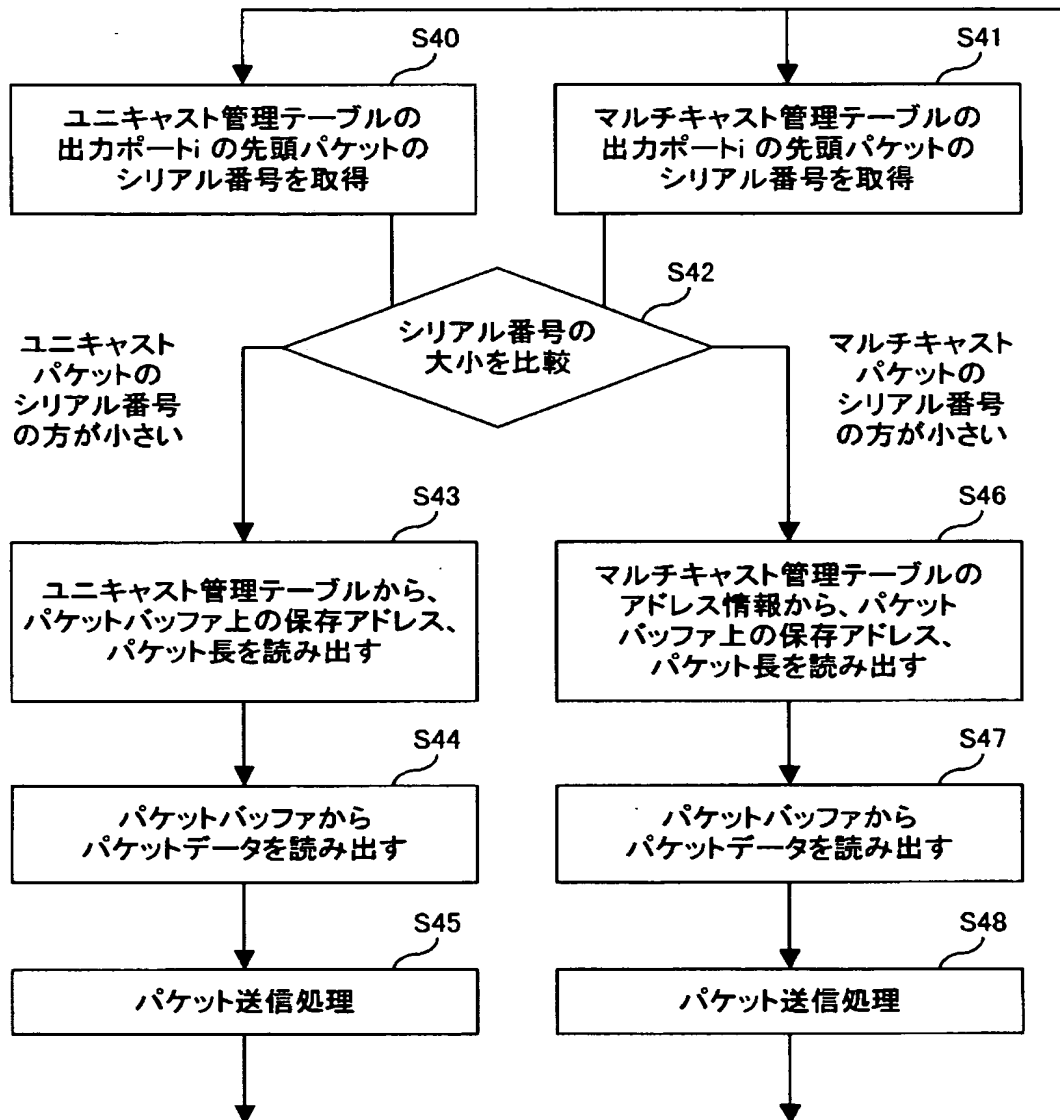 S40
ユニキャスト管理テーブルの
出力ポートi の先頭パケットの
シリアル番号を取得
S41
マルチキャスト管理テーブルの
出力ポートi の先頭パケットの
シリアル番号を取得
S42
シリアル番号の
大小を比較
ユニキャスト
パケットの
シリアル番号
の方が小さい
マルチキャスト
パケットの
シリアル番号
の方が小さい
S43
ユニキャスト管理テーブルから、
パケットバッファ上の保存アドレス、
パケット長を読み出す
S46
マルチキャスト管理テーブルの
アドレス情報から、パケット
バッファ上の保存アドレス、
パケット長を読み出す
S44
パケットバッファから
パケットデータを読み出す
S47
パケットバッファから
パケットデータを読み出す
S45
パケット送信処理
S48
パケット送信処理